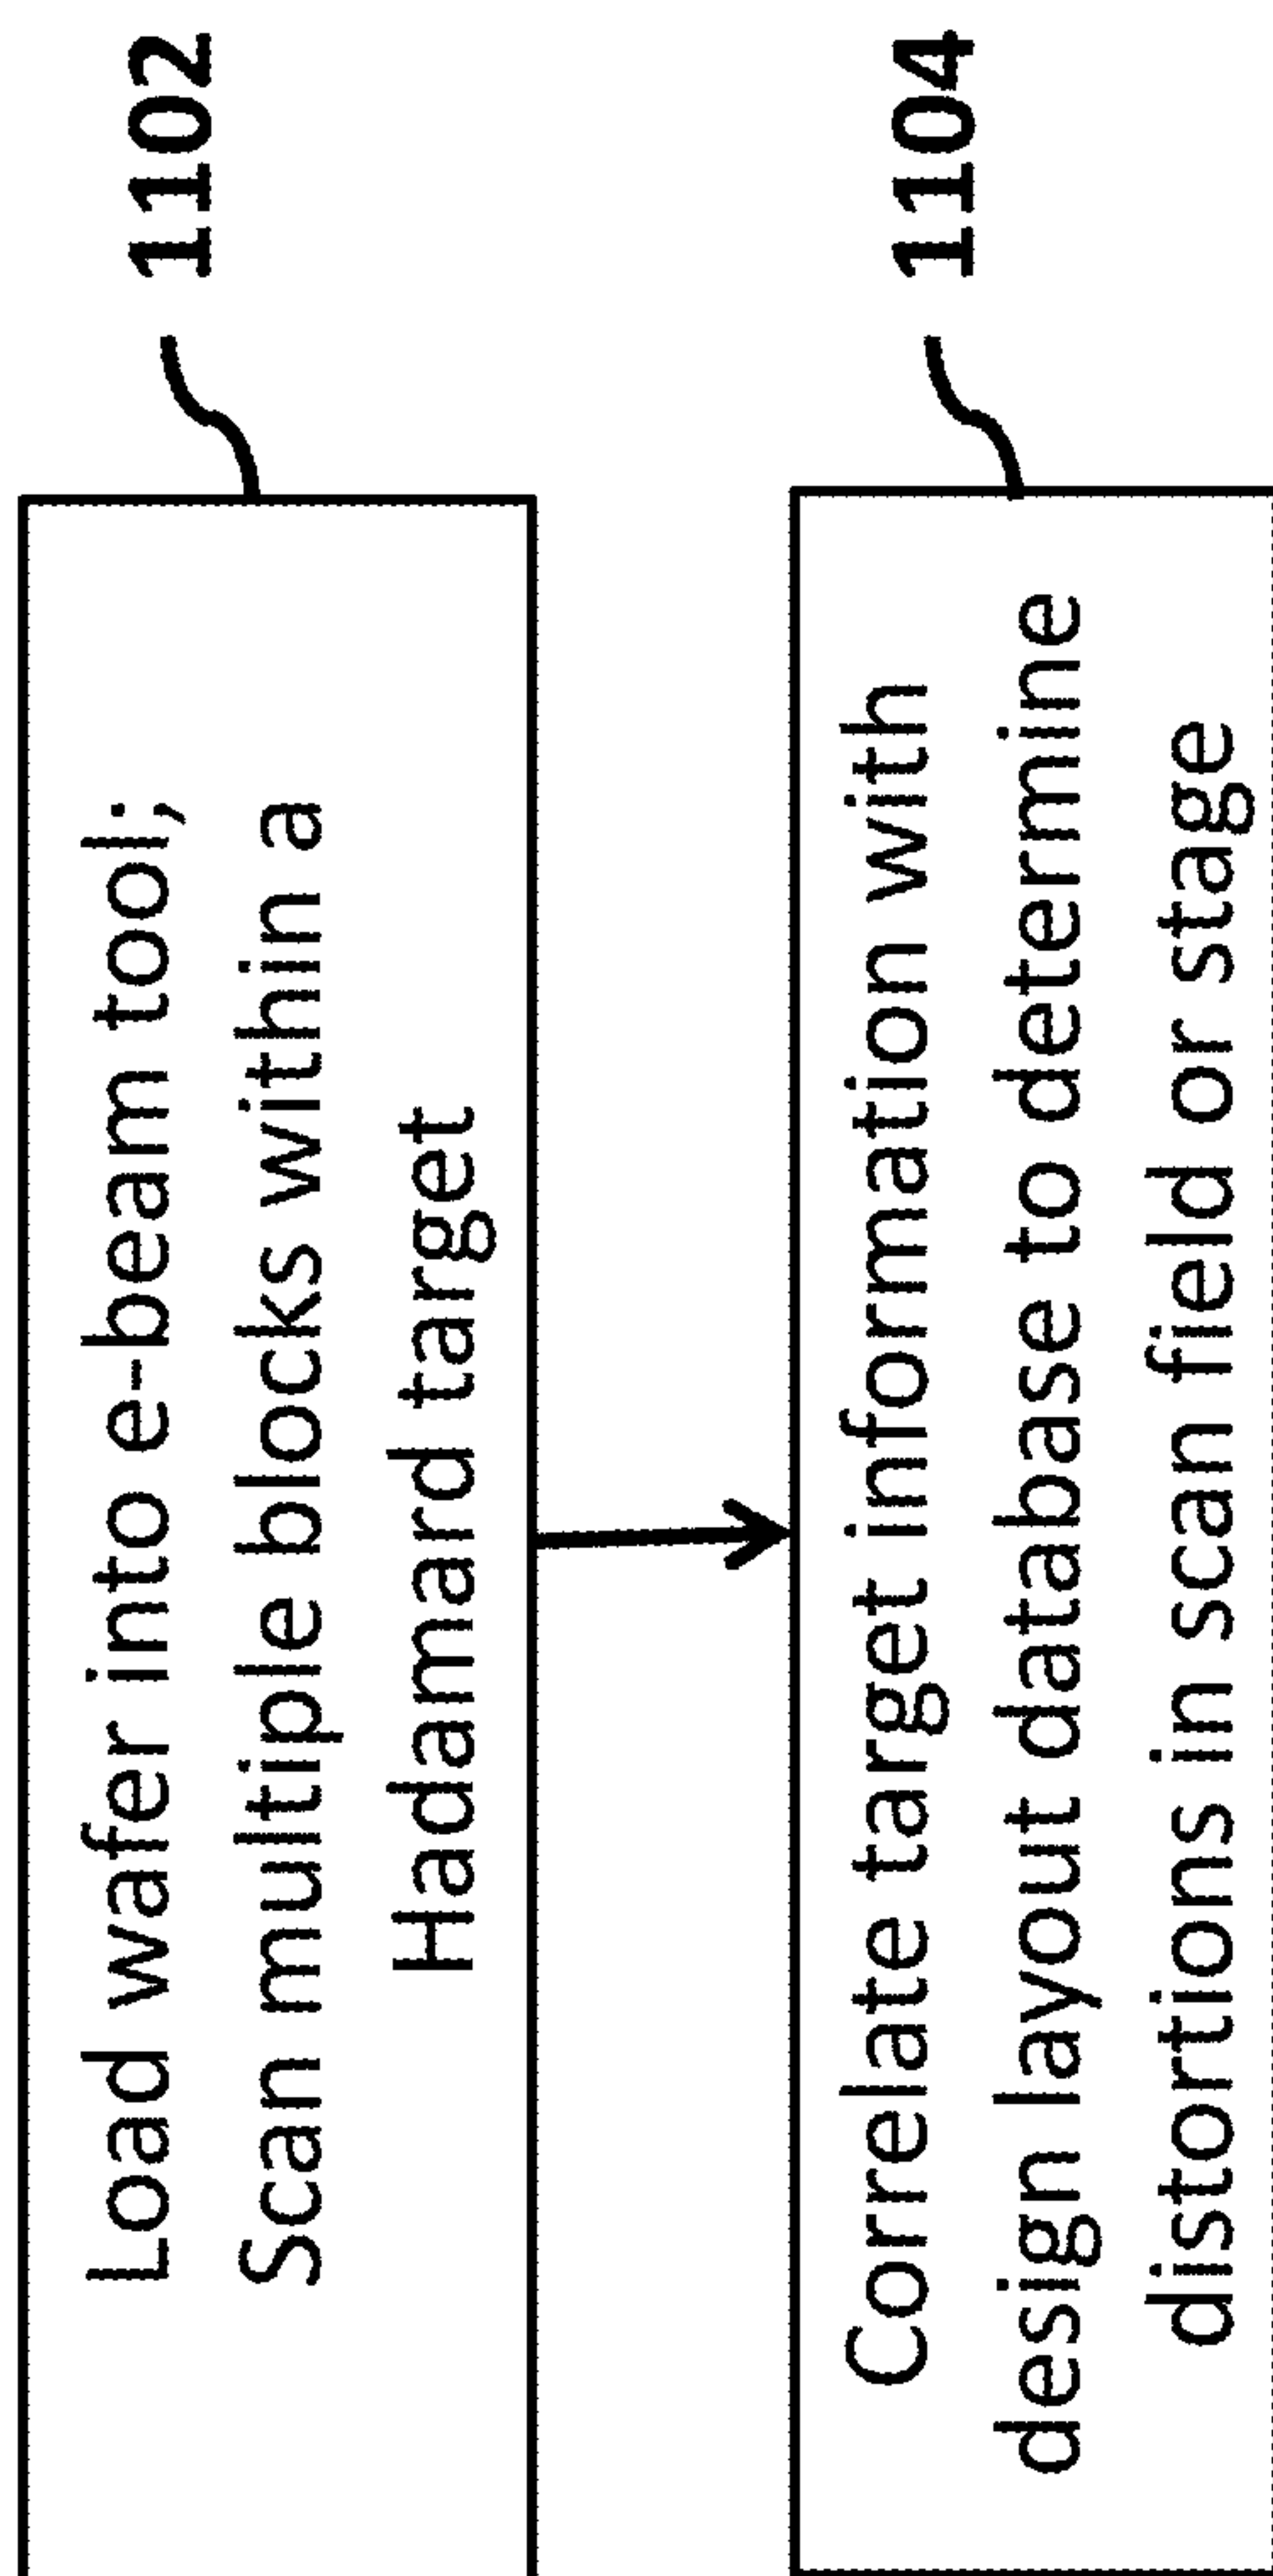 Load wafer into e-beam tool;
Scan multiple blocks within a
Hadamard target
1102
Correlate target information with
design layout database to determine
distortions in scan field or stage
1104